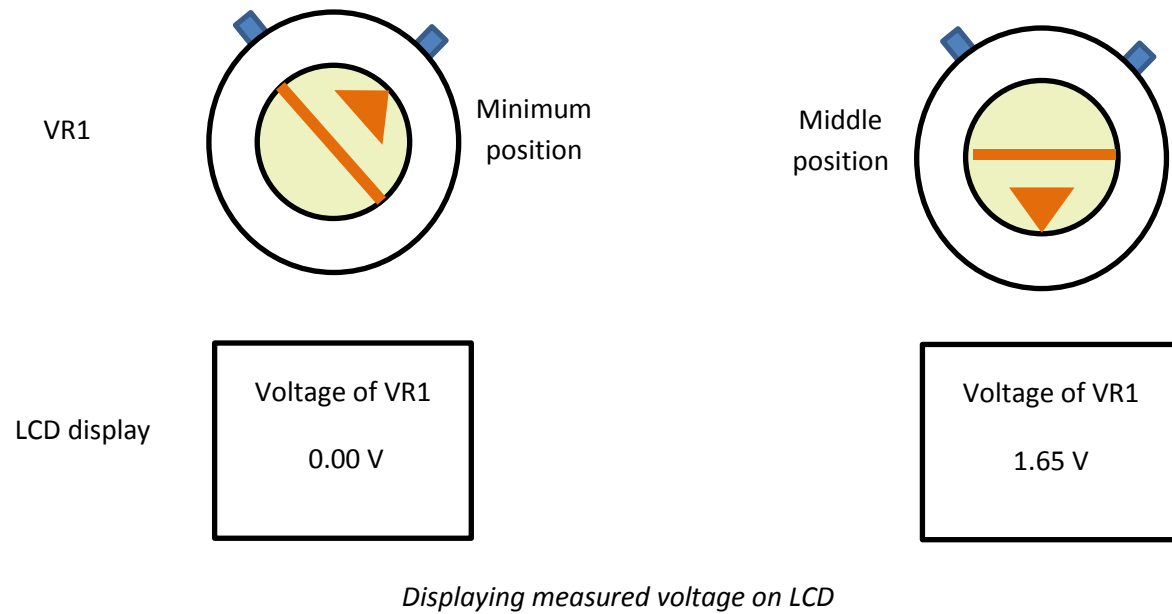 VR1
Minimum
position
Middle
position
LCD display
Voltage of VR1
0.00 V
Voltage of VR1
1.65 V
Displaying measured voltage on LCD